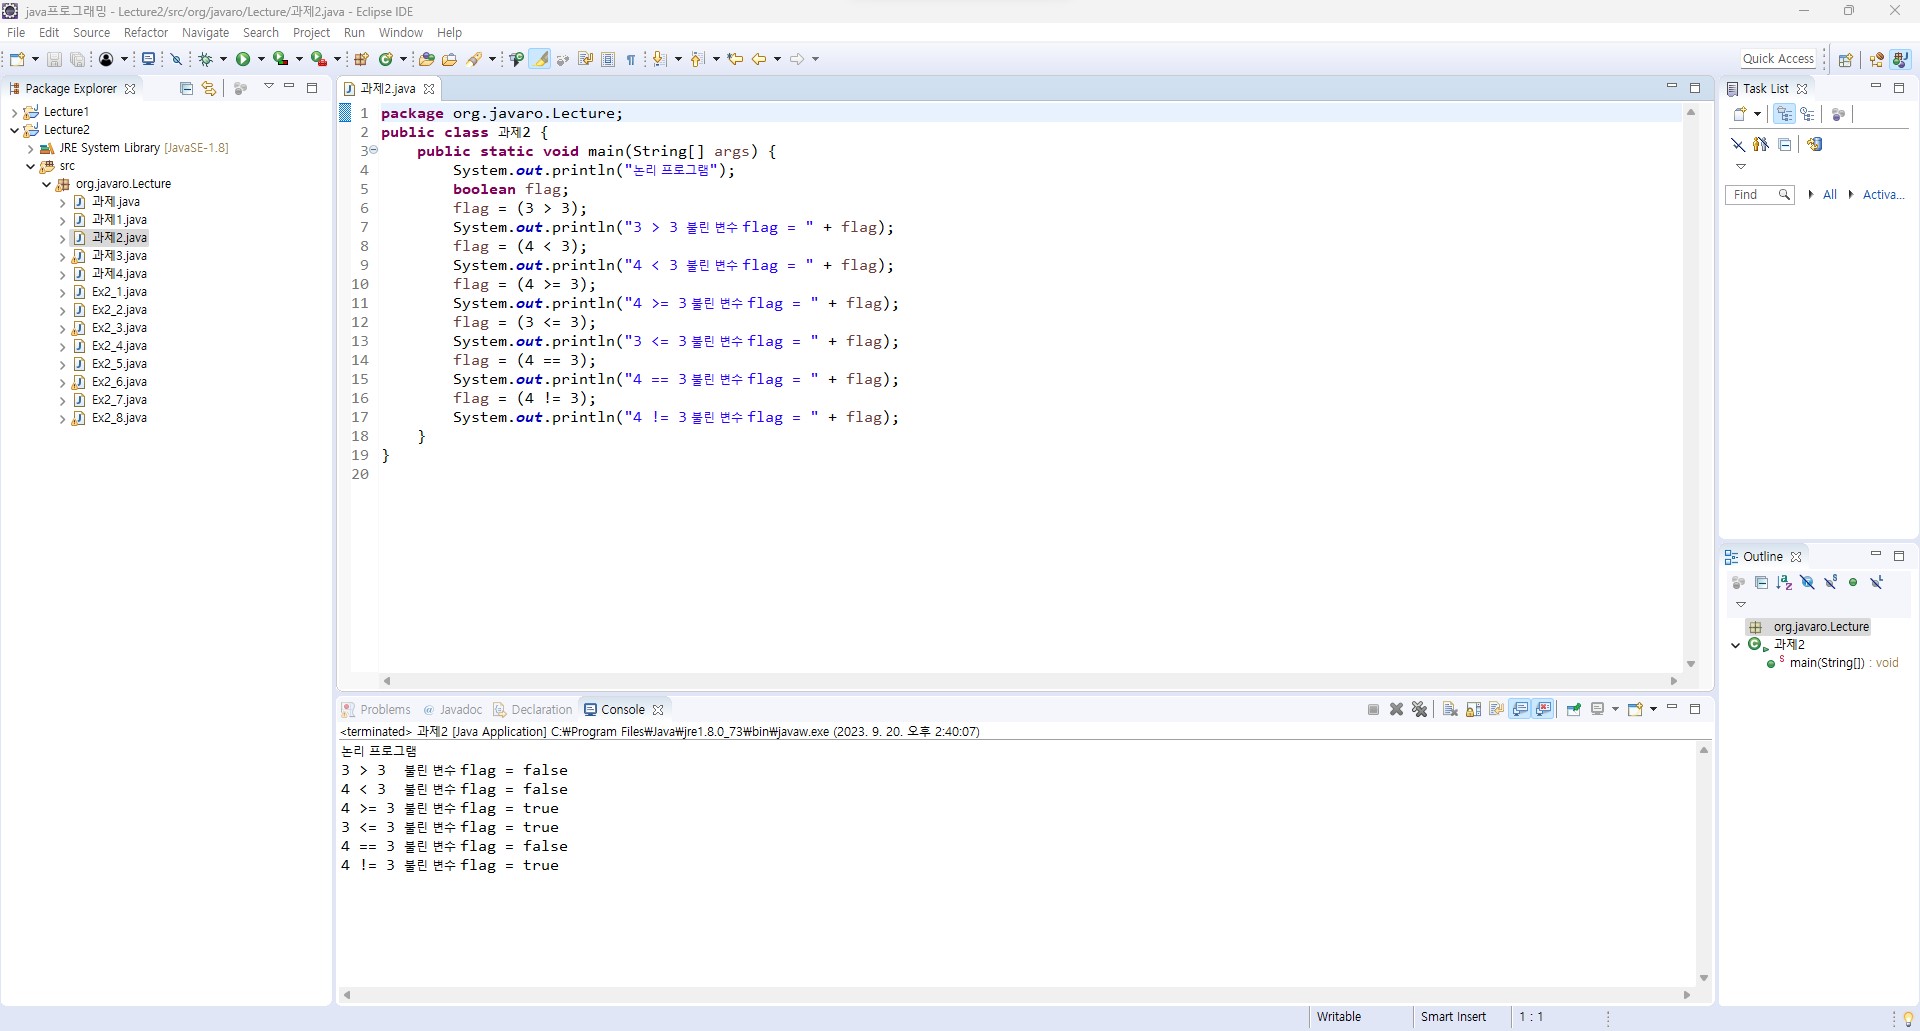 java프로그래밍 - Lecture2/src/org/javaro/Lecture/과제2.java - Eclipse IDE
File Edit Source Refactor Navigate Search Project Run Window Help
Quick Access
Package Explorer
Lecture1
Lecture2
JRE System Library [JavaSE-1.8]
src
org.javaro.Lecture
과제.java
과제1.java
과제2.java
과제3.java
과제4.java
Ex2_1.java
Ex2_2.java
Ex2_3.java
Ex2_4.java
Ex2_5.java
Ex2_6.java
Ex2_7.java
Ex2_8.java
과제2.java
1 package org.javaro.Lecture;
2 public class 과제2 {
3 public static void main(String[] args) {
4 System.out.println("논리 프로그램");
5 boolean flag;
6 flag = (3 > 3);
7 System.out.println("3 > 3 불린 변수 flag = " + flag);
8 flag = (4 < 3);
9 System.out.println("4 < 3 불린 변수 flag = " + flag);
10 flag = (4 >= 3);
11 System.out.println("4 >= 3 불린 변수 flag = " + flag);
12 flag = (3 <= 3);
13 System.out.println("3 <= 3 불린 변수 flag = " + flag);
14 flag = (4 == 3);
15 System.out.println("4 == 3 불린 변수 flag = " + flag);
16 flag = (4 != 3);
17 System.out.println("4 != 3 불린 변수 flag = " + flag);
18 }
19 }
20
Problems @ Javadoc Declaration Console
<terminated> 과제2 [Java Application] C:₩Program Files₩Java₩jre1.8.0_73₩bin₩javaw.exe (2023. 9. 20. 오후 2:40:07)
논리 프로그램
3 > 3 불린 변수 flag = false
4 < 3 불린 변수 flag = false
4 >= 3 불린 변수 flag = true
3 <= 3 불린 변수 flag = true
4 == 3 불린 변수 flag = false
4 != 3 불린 변수 flag = true
Task List
Find All Activa...
Outline
org.javaro.Lecture
과제2
main(String[]) : void
Writable Smart Insert 1 : 1